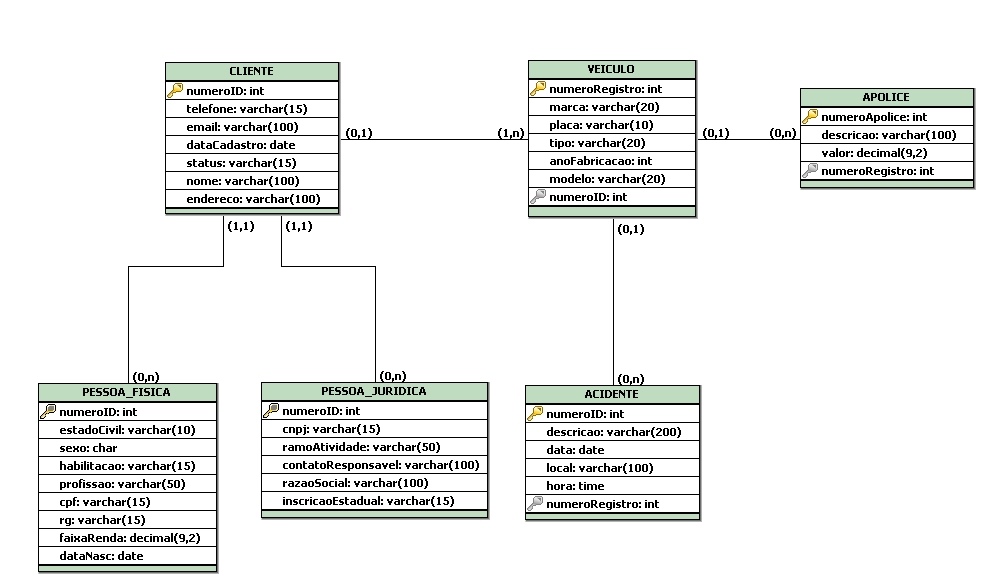 CLIENTE
numeroID: int
telefone: varchar(15)
email: varchar(100)
dataCadastro: date
status: varchar(15)
nome: varchar(100)
endereco: varchar(100)
(0,1)
(1,n)
VEICULO
numeroRegistro: int
marca: varchar(20)
placa: varchar(10)
tipo: varchar(20)
anoFabricacao: int
modelo: varchar(20)
numeroID: int
(0,1)
(0,n)
APOLICE
numeroApolice: int
descricao: varchar(100)
valor: decimal(9,2)
numeroRegistro: int
(1,1)
(1,1)
(0,1)
(0,n)
PESSOA_FISICA
numeroID: int
estadoCivil: varchar(10)
sexo: char
habilitacao: varchar(15)
profissao: varchar(50)
cpf: varchar(15)
rg: varchar(15)
faixaRenda: decimal(9,2)
dataNasc: date
(0,n)
PESSOA_JURIDICA
numeroID: int
cnpj: varchar(15)
ramoAtividade: varchar(50)
contatoResponsavel: varchar(100)
razaoSocial: varchar(100)
inscricaoEstadual: varchar(15)
(0,n)
ACIDENTE
numeroID: int
descricao: varchar(200)
data: date
local: varchar(100)
hora: time
numeroRegistro: int